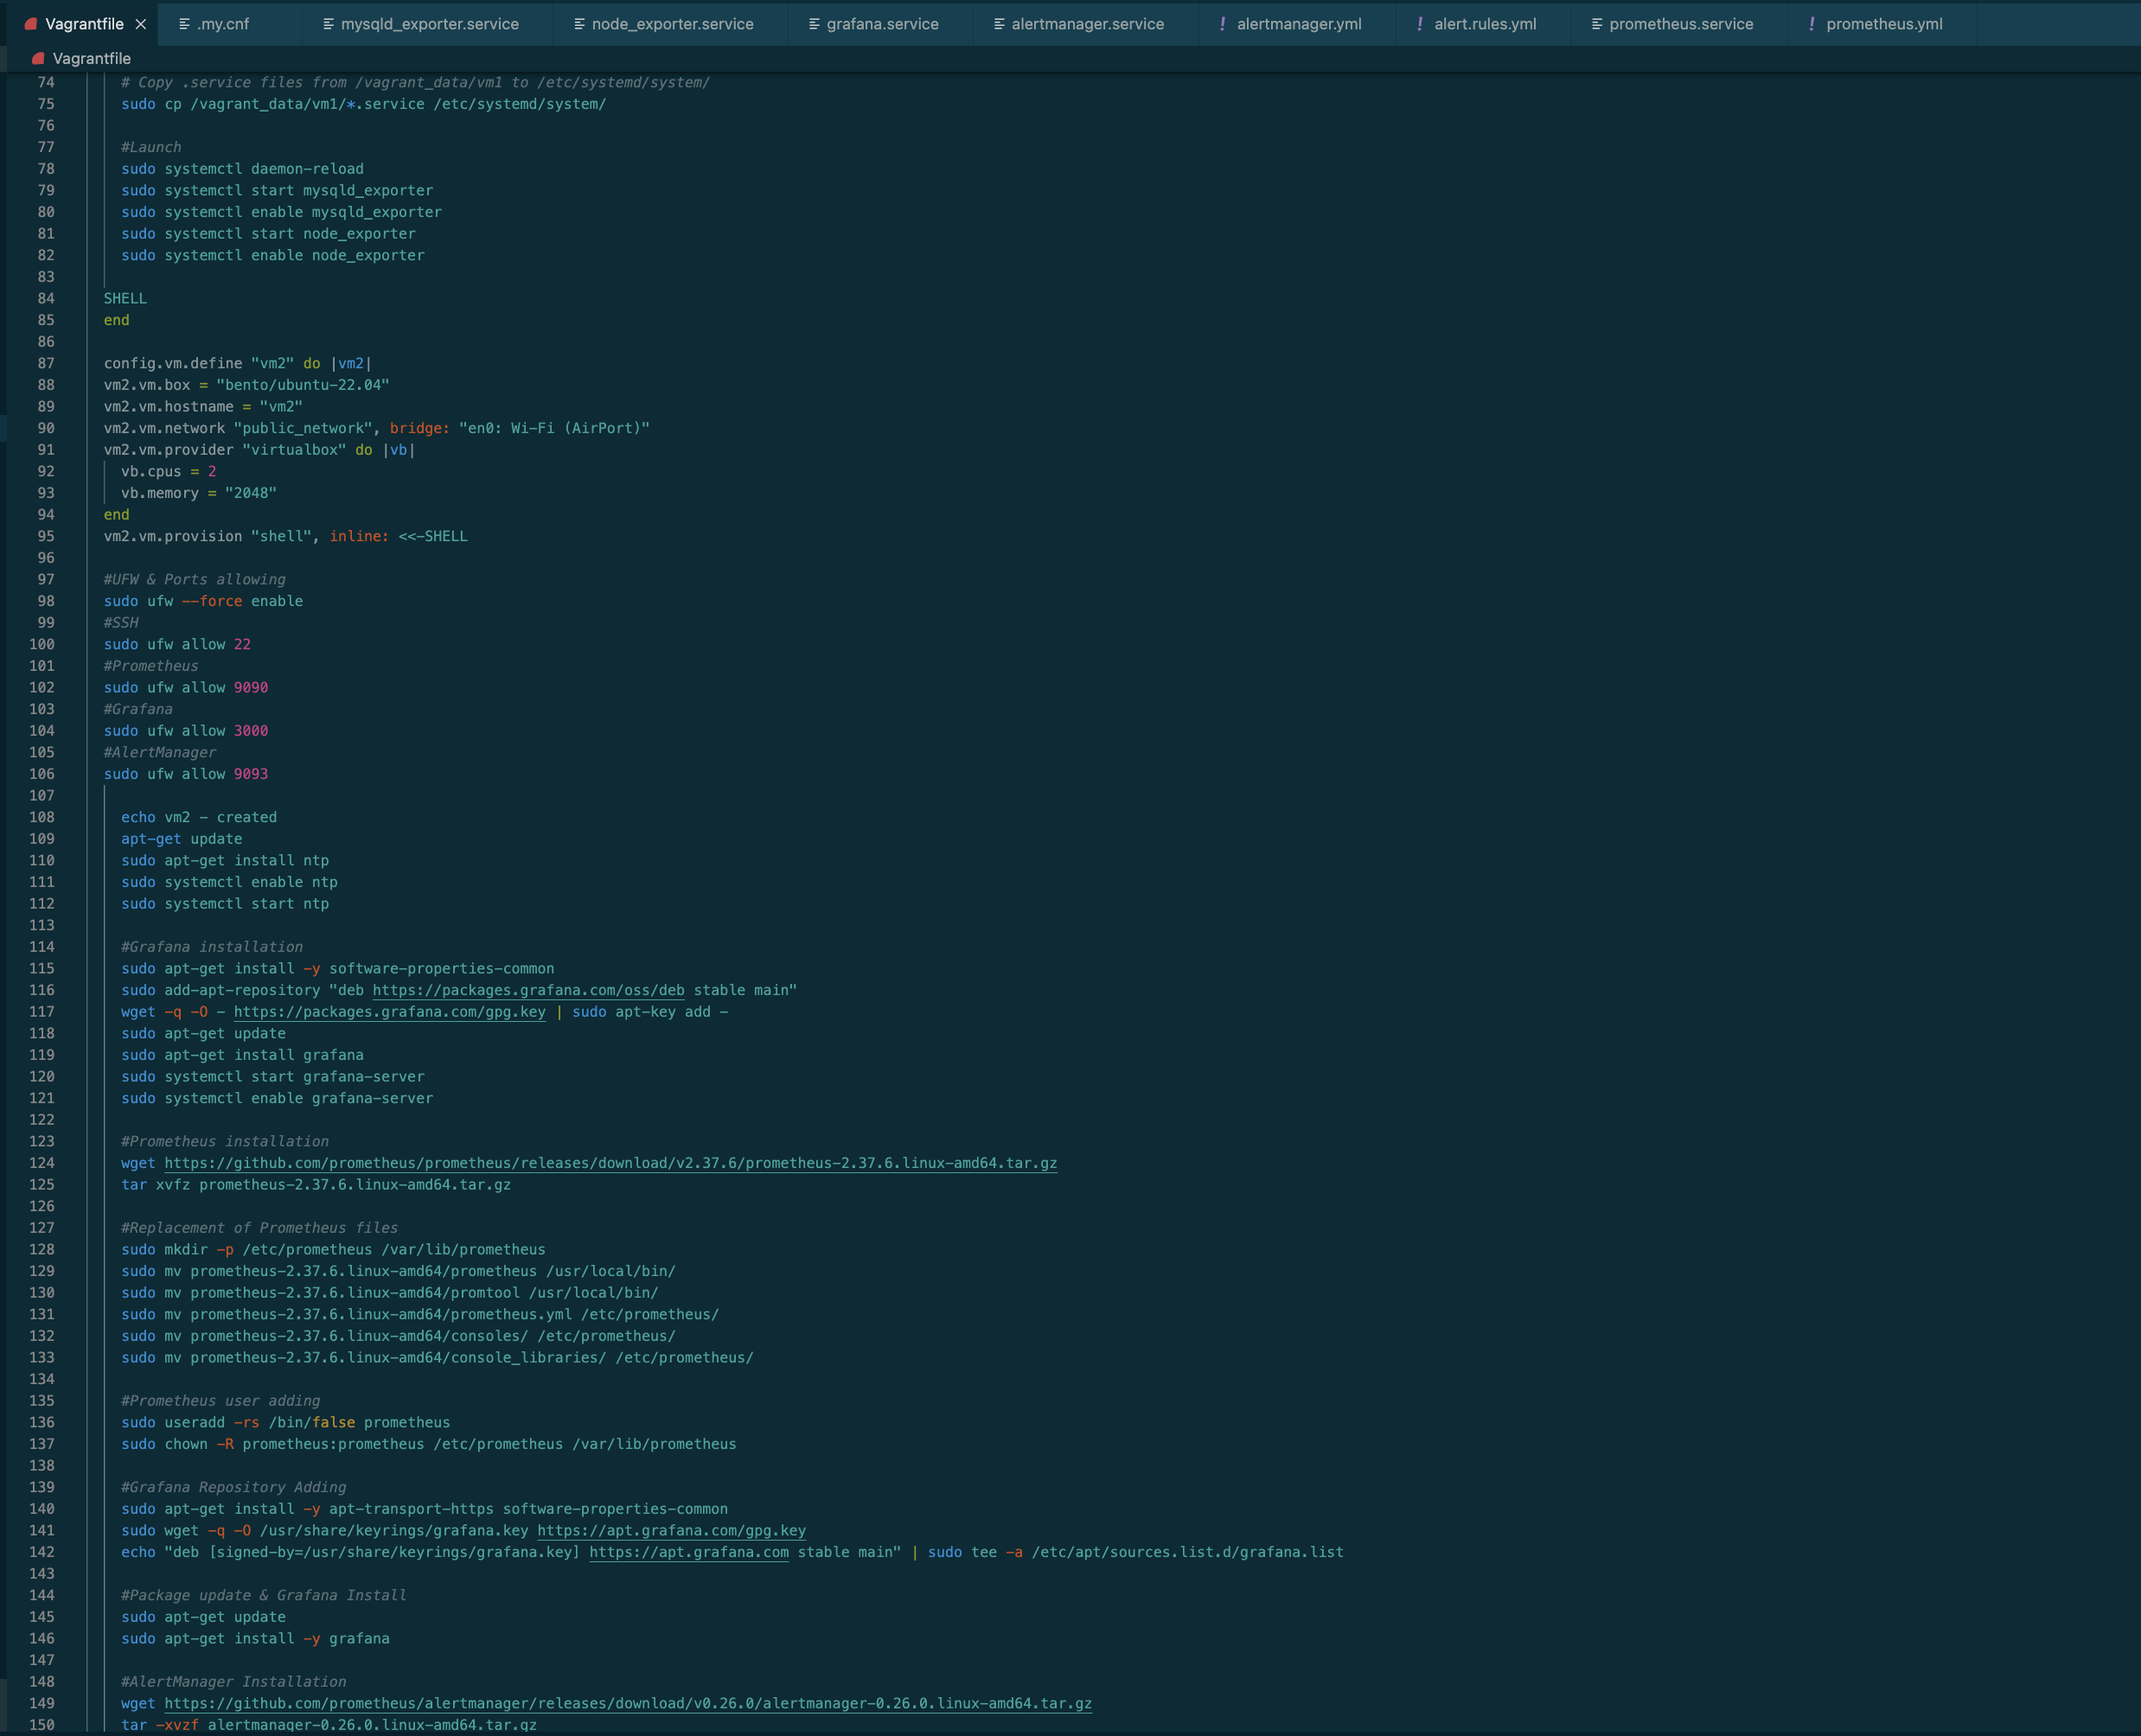 Vagrantfile .my.cnf mysqld_exporter.service node_exporter.service grafana.service alertmanager.service ! alertmanager.yml ! alert.rules.yml prometheus.service ! prometheus.yml
Vagrantfile
74 # Copy .service files from /vagrant_data/vm1 to /etc/systemd/system/
75 sudo cp /vagrant_data/vm1/*.service /etc/systemd/system/
76
77 #Launch
78 sudo systemctl daemon-reload
79 sudo systemctl start mysqld_exporter
80 sudo systemctl enable mysqld_exporter
81 sudo systemctl start node_exporter
82 sudo systemctl enable node_exporter
83
84 SHELL
85 end
86
87 config.vm.define "vm2" do |vm2|
88 vm2.vm.box = "bento/ubuntu-22.04"
89 vm2.vm.hostname = "vm2"
90 vm2.vm.network "public_network", bridge: "en0: Wi-Fi (AirPort)"
91 vm2.vm.provider "virtualbox" do |vb|
92 vb.cpus = 2
93 vb.memory = "2048"
94 end
95 vm2.vm.provision "shell", inline: <<-SHELL
96
97 #UFW & Ports allowing
98 sudo ufw --force enable
99 #SSH
100 sudo ufw allow 22
101 #Prometheus
102 sudo ufw allow 9090
103 #Grafana
104 sudo ufw allow 3000
105 #AlertManager
106 sudo ufw allow 9093
107
108 echo vm2 - created
109 apt-get update
110 sudo apt-get install ntp
111 sudo systemctl enable ntp
112 sudo systemctl start ntp
113
114 #Grafana installation
115 sudo apt-get install -y software-properties-common
116 sudo add-apt-repository "deb https://packages.grafana.com/oss/deb stable main"
117 wget -q -O - https://packages.grafana.com/gpg.key | sudo apt-key add -
118 sudo apt-get update
119 sudo apt-get install grafana
120 sudo systemctl start grafana-server
121 sudo systemctl enable grafana-server
122
123 #Prometheus installation
124 wget https://github.com/prometheus/prometheus/releases/download/v2.37.6/prometheus-2.37.6.linux-amd64.tar.gz
125 tar xvfz prometheus-2.37.6.linux-amd64.tar.gz
126
127 #Replacement of Prometheus files
128 sudo mkdir -p /etc/prometheus /var/lib/prometheus
129 sudo mv prometheus-2.37.6.linux-amd64/prometheus /usr/local/bin/
130 sudo mv prometheus-2.37.6.linux-amd64/promtool /usr/local/bin/
131 sudo mv prometheus-2.37.6.linux-amd64/prometheus.yml /etc/prometheus/
132 sudo mv prometheus-2.37.6.linux-amd64/consoles/ /etc/prometheus/
133 sudo mv prometheus-2.37.6.linux-amd64/console_libraries/ /etc/prometheus/
134
135 #Prometheus user adding
136 sudo useradd -rs /bin/false prometheus
137 sudo chown -R prometheus:prometheus /etc/prometheus /var/lib/prometheus
138
139 #Grafana Repository Adding
140 sudo apt-get install -y apt-transport-https software-properties-common
141 sudo wget -q -O /usr/share/keyrings/grafana.key https://apt.grafana.com/gpg.key
142 echo "deb [signed-by=/usr/share/keyrings/grafana.key] https://apt.grafana.com stable main" | sudo tee -a /etc/apt/sources.list.d/grafana.list
143
144 #Package update & Grafana Install
145 sudo apt-get update
146 sudo apt-get install -y grafana
147
148 #AlertManager Installation
149 wget https://github.com/prometheus/alertmanager/releases/download/v0.26.0/alertmanager-0.26.0.linux-amd64.tar.gz
150 tar -xvzf alertmanager-0.26.0.linux-amd64.tar.gz